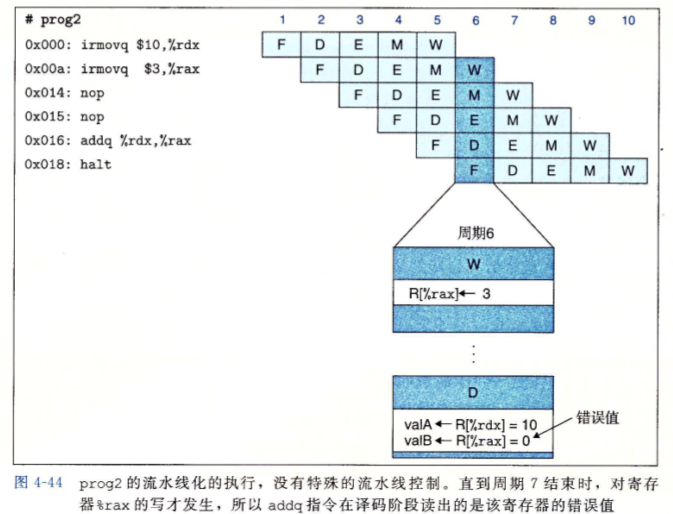 # prog2 1 2 3 4 5 6 7 8 9 10
0x000: irmovq $10,%rdx F D E M W
0x00a: irmovq $3,%rax F D E M W
0x014: nop F D E M W
0x015: nop F D E M W
0x016: addq %rdx,%rax F D E M W
0x018: halt F D E M W
周期6
W
R[%rax]← 3
⋮
D
valA ← R[%rdx] = 10
valB ← R[%rax] = 0
错误值
图 4-44 prog2 的流水线化的执行，没有特殊的流水线控制。直到周期 7 结束时，对寄存
器%rax 的写才发生，所以 addq 指令在译码阶段读出的是该寄存器的错误值